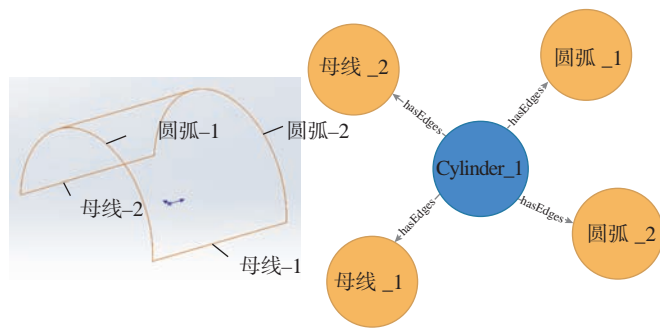 圆弧–1
圆弧–2
母线–2
母线–1
母线 _2
圆弧 _1
hasEdges
hasEdges
Cylinder_1
hasEdges
hasEdges
母线 _1
圆弧 _2